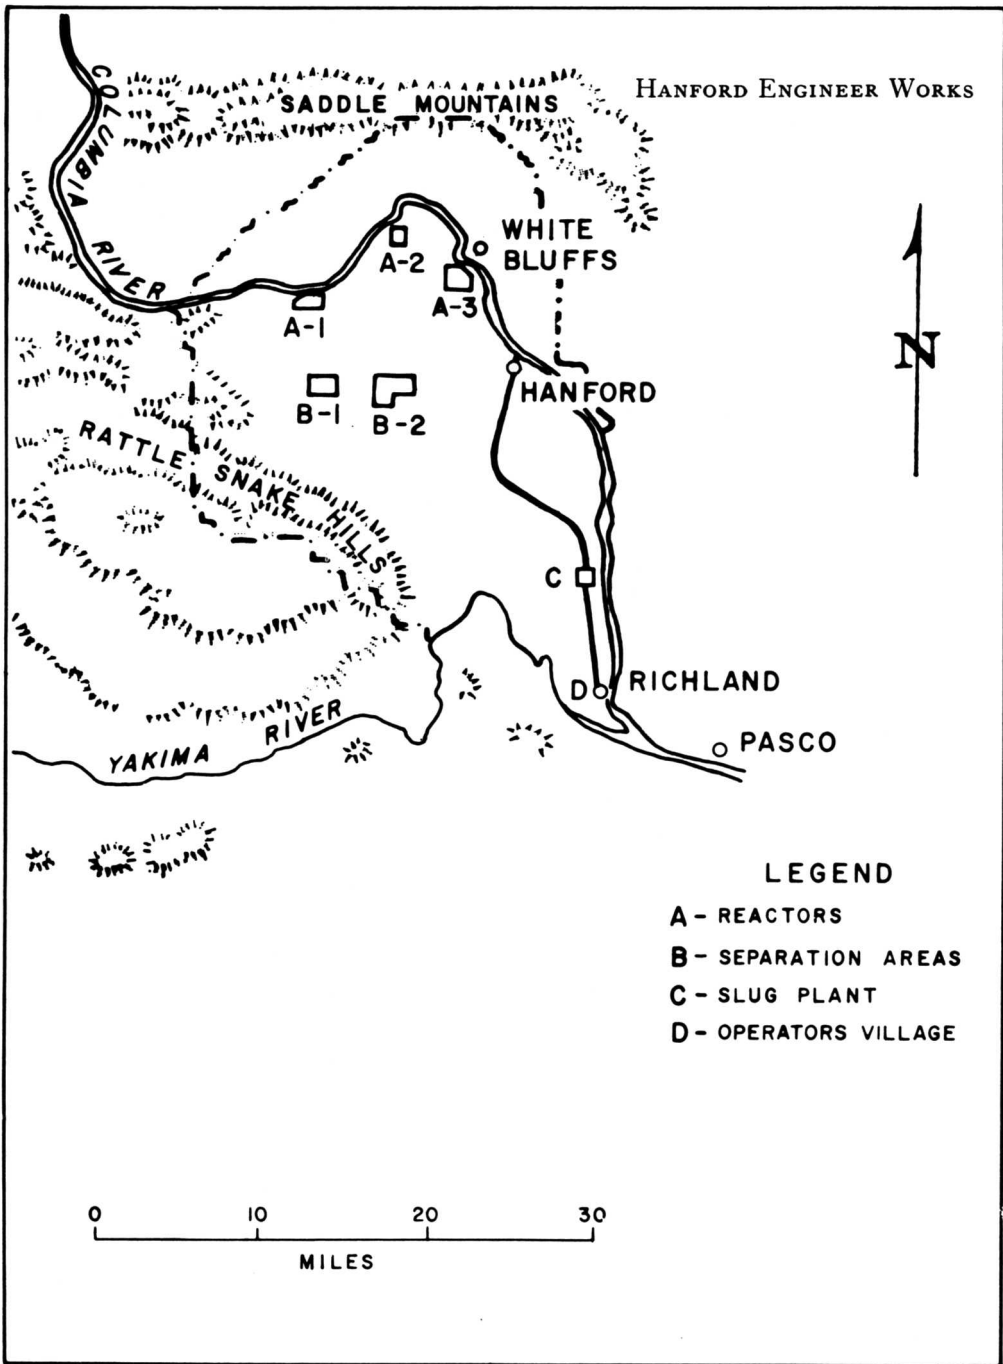 HANFORD ENGINEER WORKS
SADDLE MOUNTAINS
COLUMBIA
RIVER
WHITE
BLUFFS
A-2
A-3
A-1
HANFORD
B-1
B-2
RATTLE SNAKE HILLS
C
D
RICHLAND
PASCO
YAKIMA RIVER
N
LEGEND
A - REACTORS
B - SEPARATION AREAS
C - SLUG PLANT
D - OPERATORS VILLAGE
0 10 20 30
MILES